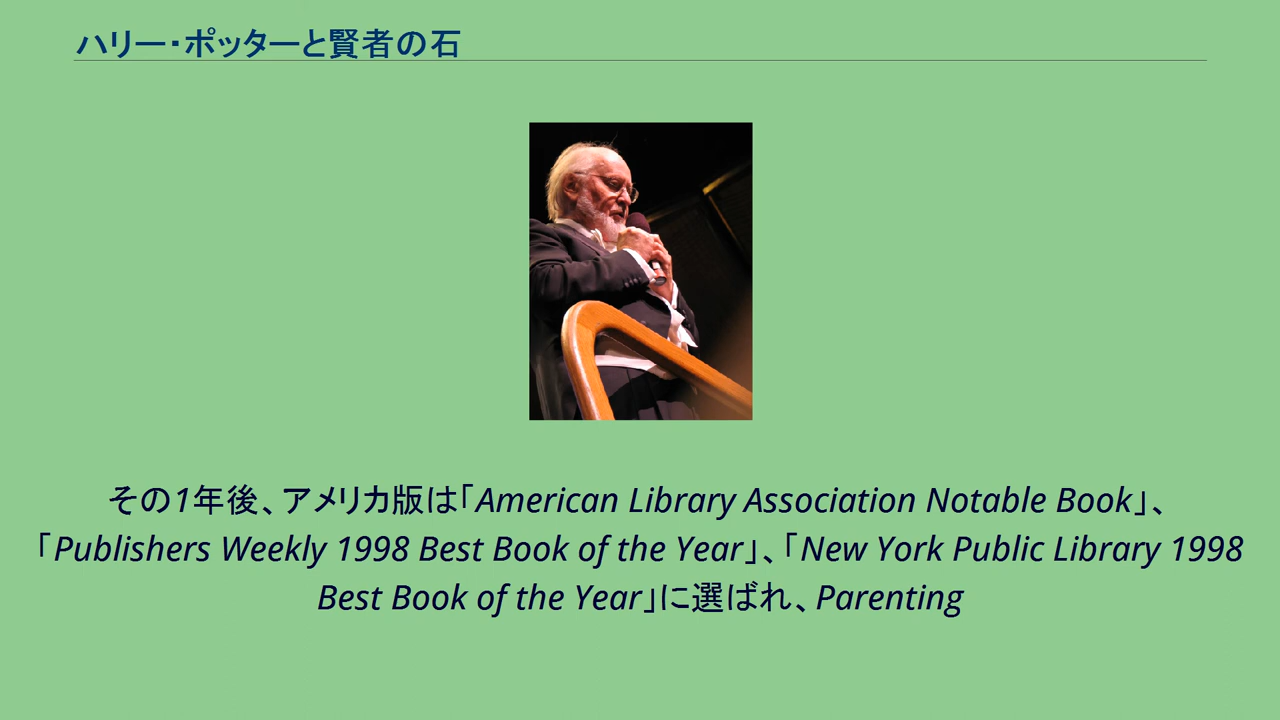 ハリー・ポッターと賢者の石
その1年後、アメリカ版は「American Library Association Notable Book」、
「Publishers Weekly 1998 Best Book of the Year」、「New York Public Library 1998
Best Book of the Year」に選ばれ、Parenting